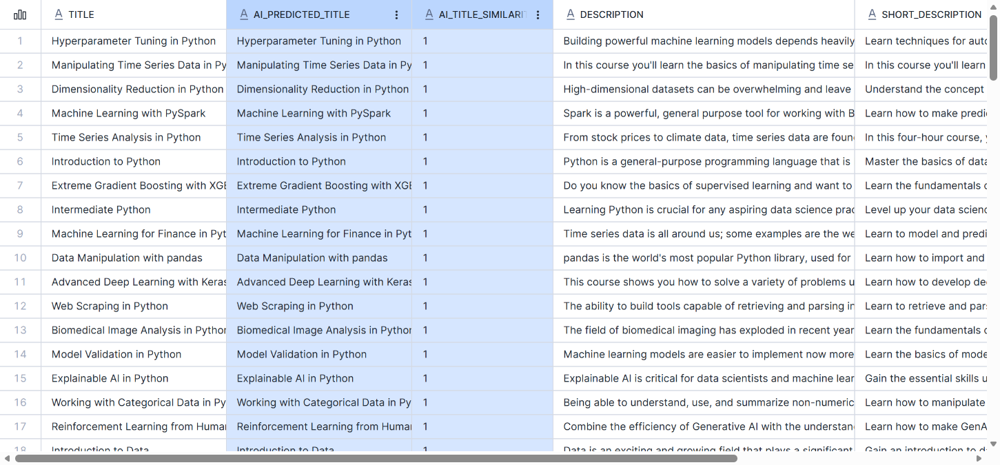 TITLE AI_PREDICTED_TITLE AI_TITLE_SIMILARI DESCRIPTION SHORT_DESCRIPTION
1 Hyperparameter Tuning in Python Hyperparameter Tuning in Python 1 Building powerful machine learning models depends heavily Learn techniques for auto
2 Manipulating Time Series Data in Py Manipulating Time Series Data in Py 1 In this course you'll learn the basics of manipulating time se In this course you'll learn
3 Dimensionality Reduction in Python Dimensionality Reduction in Python 1 High-dimensional datasets can be overwhelming and leave Understand the concept
4 Machine Learning with PySpark Machine Learning with PySpark 1 Spark is a powerful, general purpose tool for working with B Learn how to make predi
5 Time Series Analysis in Python Time Series Analysis in Python 1 From stock prices to climate data, time series data are foun In this four-hour course, y
6 Introduction to Python Introduction to Python 1 Python is a general-purpose programming language that is Master the basics of data
7 Extreme Gradient Boosting with XGB Extreme Gradient Boosting with XGB 1 Do you know the basics of supervised learning and want to Learn the fundamentals o
8 Intermediate Python Intermediate Python 1 Learning Python is crucial for any aspiring data science prac Level up your data scienc
9 Machine Learning for Finance in Pyt Machine Learning for Finance in Pyt 1 Time series data is all around us; some examples are the we Learn to model and predi
10 Data Manipulation with pandas Data Manipulation with pandas 1 pandas is the world's most popular Python library, used for Learn how to import and
11 Advanced Deep Learning with Keras Advanced Deep Learning with Keras 1 This course shows you how to solve a variety of problems u Learn how to develop de
12 Web Scraping in Python Web Scraping in Python 1 The ability to build tools capable of retrieving and parsing in Learn to retrieve and pars
13 Biomedical Image Analysis in Python Biomedical Image Analysis in Python 1 The field of biomedical imaging has exploded in recent year Learn the fundamentals o
14 Model Validation in Python Model Validation in Python 1 Machine learning models are easier to implement now more Learn the basics of mode
15 Explainable AI in Python Explainable AI in Python 1 Explainable AI is critical for data scientists and machine lear Gain the essential skills u
16 Working with Categorical Data in Py Working with Categorical Data in Py 1 Being able to understand, use, and summarize non-numeric Learn how to manipulate
17 Reinforcement Learning from Human Reinforcement Learning from Human 1 Combine the efficiency of Generative AI with the understan Learn how to make GenA
18 Introduction to Data Introduction to Data 1 Data is an exciting and growing field that plays a significant Gain an introduction to d